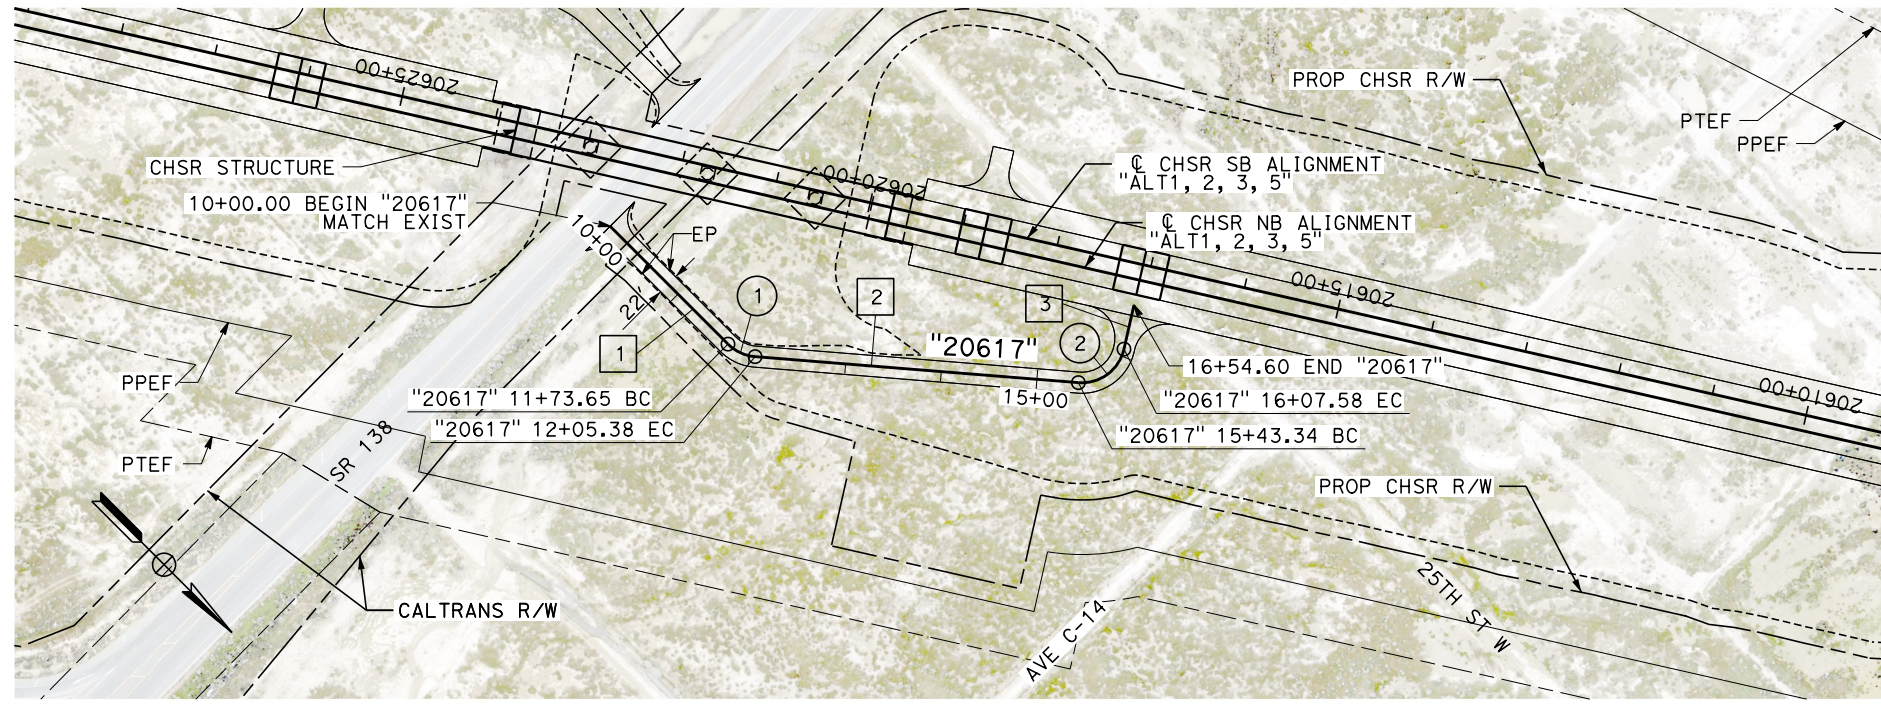 20625+00
PROP CHSR R/W
PTEF
PPEF
CHSR STRUCTURE
℄ CHSR SB ALIGNMENT
"ALT1, 2, 3, 5"
20620+00
10+00.00 BEGIN "20617"
MATCH EXIST
℄ CHSR NB ALIGNMENT
"ALT1, 2, 3, 5"
10+00
EP
22
1
2
3
20615+00
1
"20617"
2
16+54.60 END "20617"
PPEF
"20617" 11+73.65 BC
15+00
"20617" 16+07.58 EC
20610+00
"20617" 12+05.38 EC
"20617" 15+43.34 BC
SR 138
PTEF
PROP CHSR R/W
25TH ST W
CALTRANS R/W
AVE C-14